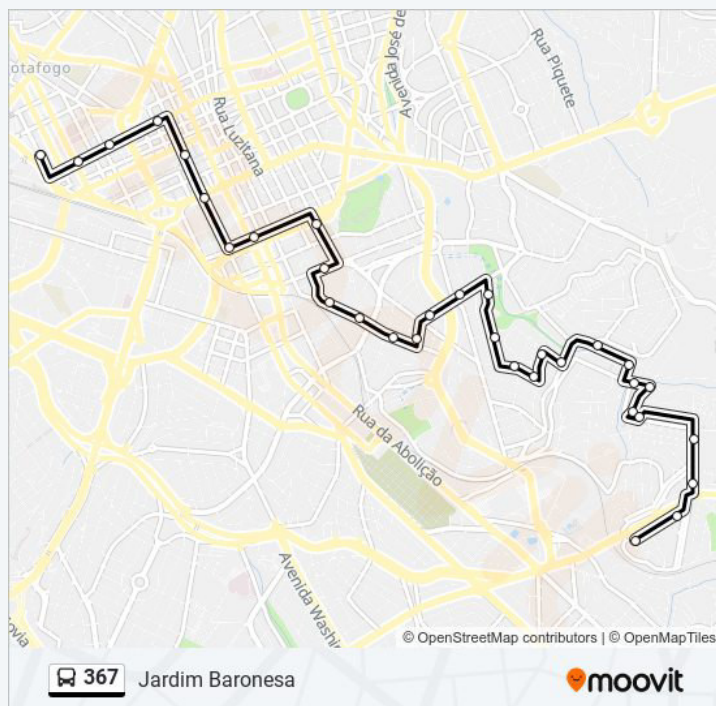 otafogo
Avenida José de
Rua Piquete
Rua Luzitana
Rua da Abolição
Avenida Washi
ovia
© OpenStreetMap contributors | © OpenMapTiles
367 Jardim Baronesa
moovit